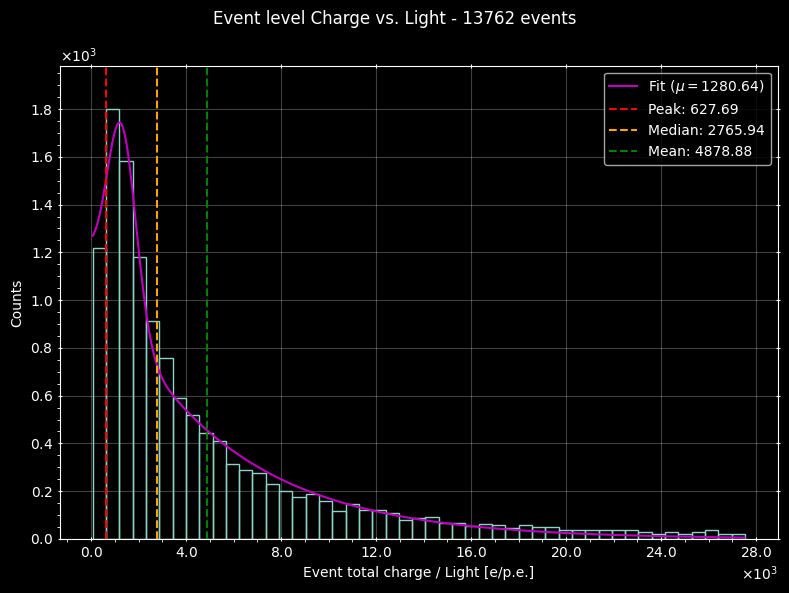 Event level Charge vs. Light - 13762 events
×10³
Fit (μ = 1280.64)
Peak: 627.69
Median: 2765.94
Mean: 4878.88
1.8
1.6
1.4
1.2
1.0
0.8
0.6
0.4
0.2
0.0
Counts
0.0 4.0 8.0 12.0 16.0 20.0 24.0 28.0
Event total charge / Light [e/p.e.]
×10³